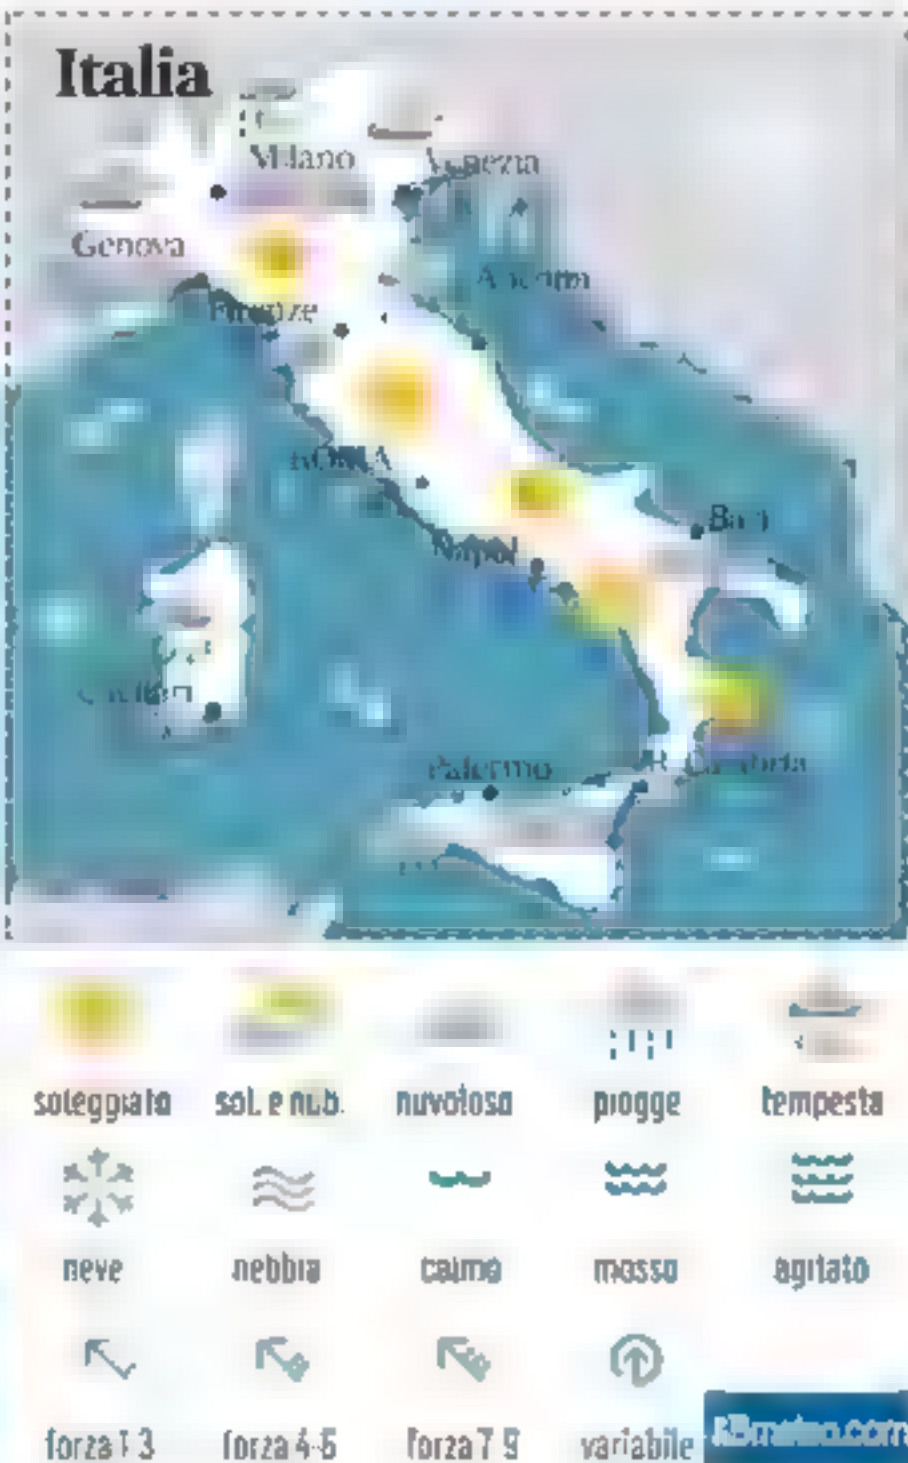 Italia
Milano
Venezia
Genova
Ancona
Firenze
ROMA
Bari
Napoli
Cagliari
Palermo
R. Calabria
soleggiato sol. e nub. nuvoloso piogge tempesta
neve nebbia calmo mosso agitato
forza 1-3 forza 4-6 forza 7-9 variabile